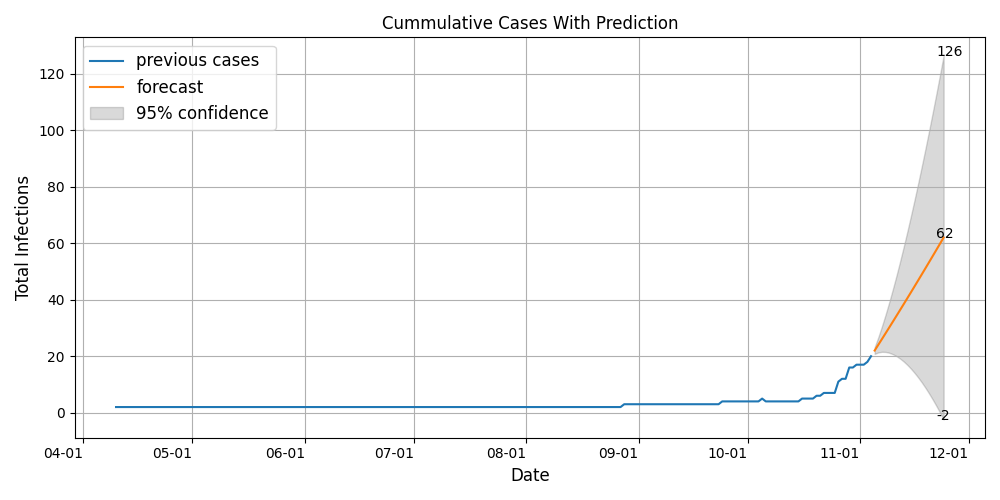 Cummulative Cases With Prediction
previous cases
forecast
95% confidence
126
62
-2
Total Infections
120
100
80
60
40
20
0
04-01 05-01 06-01 07-01 08-01 09-01 10-01 11-01 12-01
Date